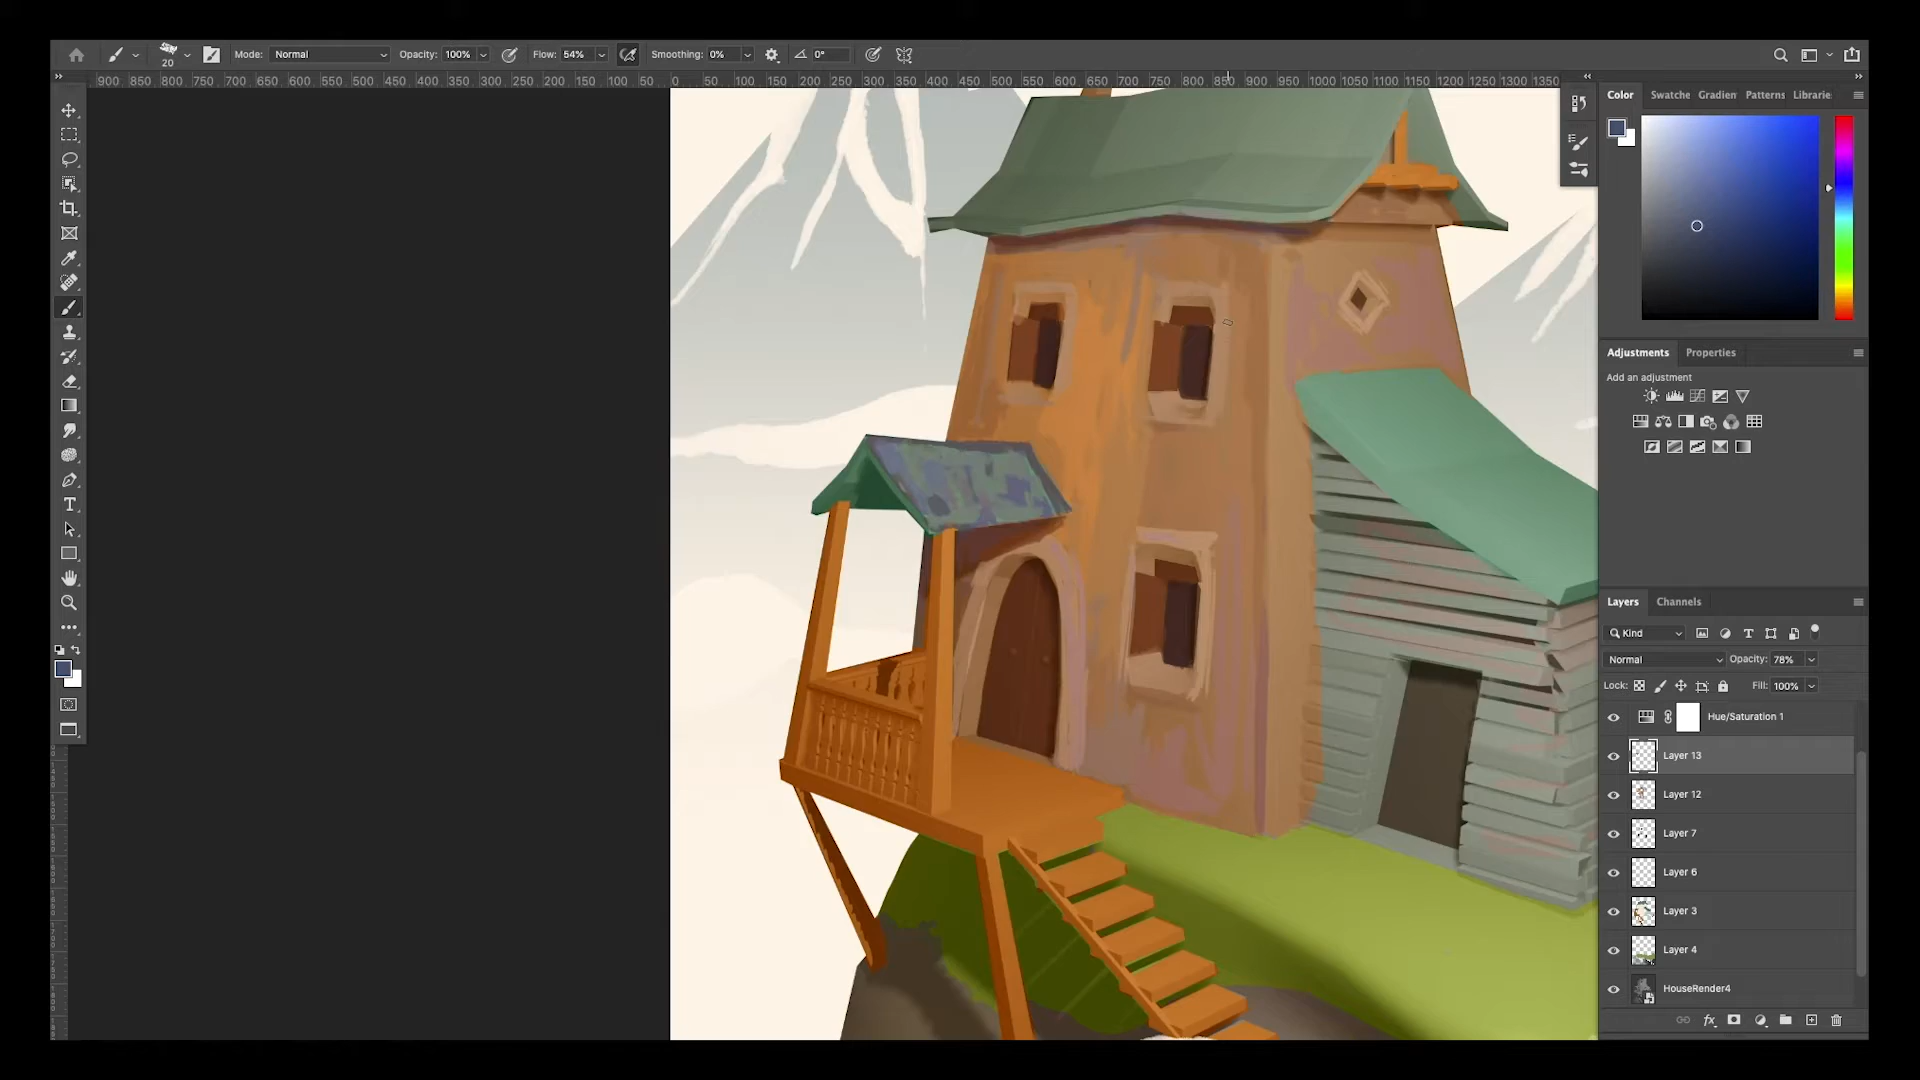 Mode: Normal Opacity: 100% Flow: 54% Smoothing: 0% 0°
20
900 850 800 750 700 650 600 550 500 450 400 350 300 250 200 150 100 50 0 50 100 150 200 250 300 350 400 450 500 550 600 650 700 750 800 850 900 950 1000 1050 1100 1150 1200 1250 1300 1350
Color Swatche Gradien Patterns Librarie
Adjustments Properties
Add an adjustment
Layers Channels
Kind
Normal Opacity: 78%
Lock: Fill: 100%
Hue/Saturation 1
Layer 13
Layer 12
Layer 7
Layer 6
Layer 3
Layer 4
HouseRender4